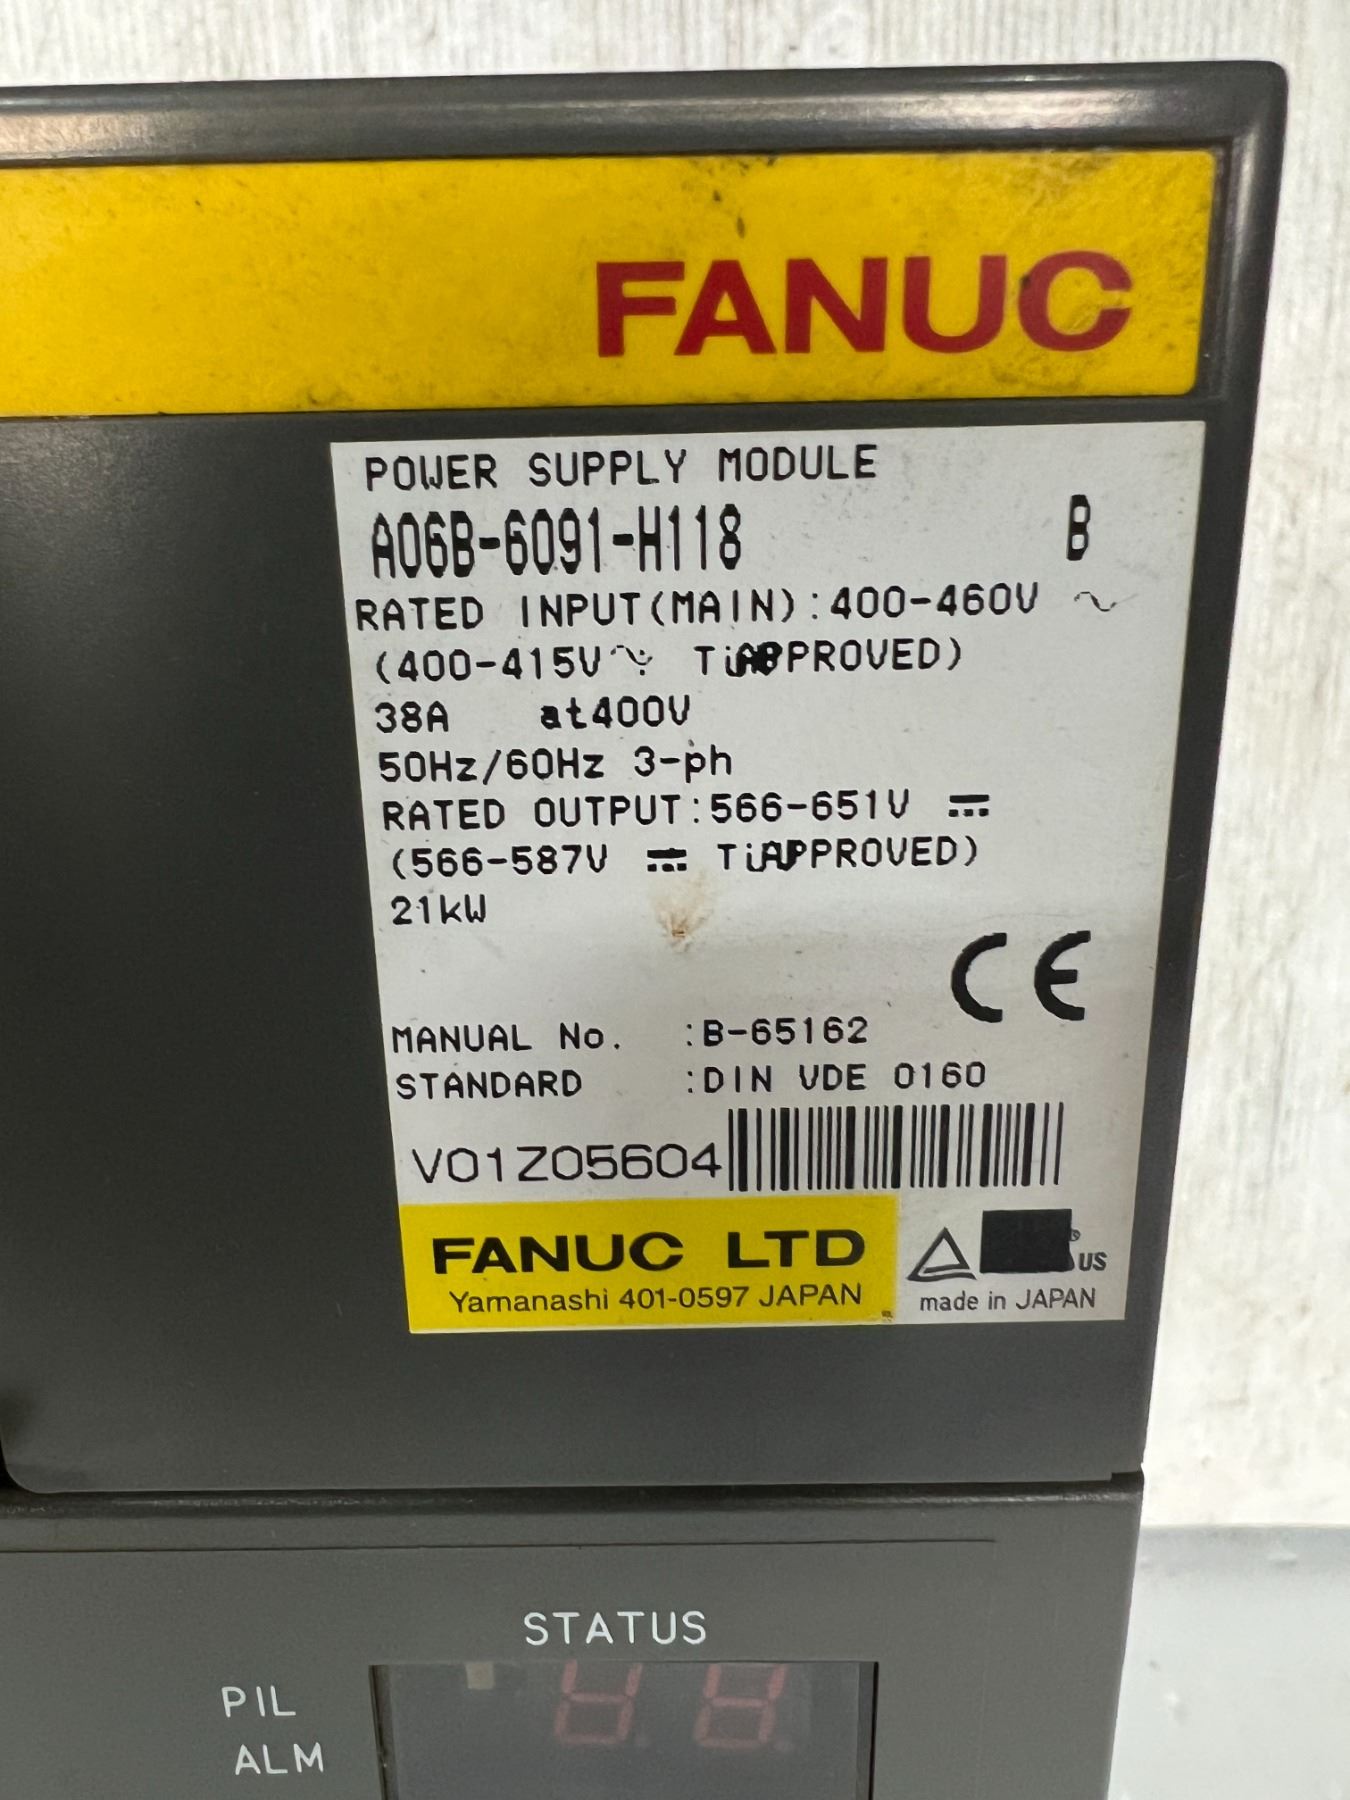 FANUC
POWER SUPPLY MODULE
A06B-6091-H118 B
RATED INPUT(MAIN):400-460V ~
(400-415V~ APPROVED)
38A at400V
50Hz/60Hz 3-ph
RATED OUTPUT:566-651V ⎓
(566-587V ⎓ APPROVED)
21kW
CE
MANUAL No. :B-65162
STANDARD :DIN VDE 0160
V01Z05604
FANUC LTD
Yamanashi 401-0597 JAPAN
US
made in JAPAN
STATUS
PIL
ALM